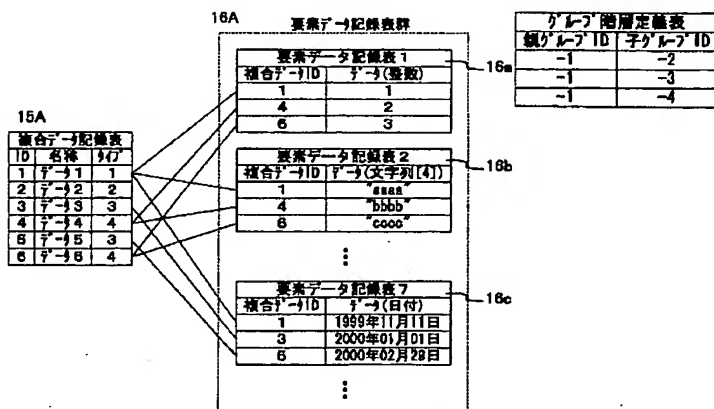 15A
複合データ記録表
ID 名称 タイプ
1 データ1 1
2 データ2 2
3 データ3 3
4 データ4 4
5 データ5 3
6 データ6 4
16A
要素データ記録表群
要素データ記録表1
複合データID データ(整数)
1 1
4 2
6 3
16a
要素データ記録表2
複合データID データ(文字列[4])
1 "aaaa"
4 "bbbb"
6 "cccc"
16b
要素データ記録表7
複合データID データ(日付)
1 1999年11月11日
3 2000年01月01日
6 2000年02月29日
16c
グループ階層定義表
親グループID 子グループID
-1 -2
-1 -3
-1 -4